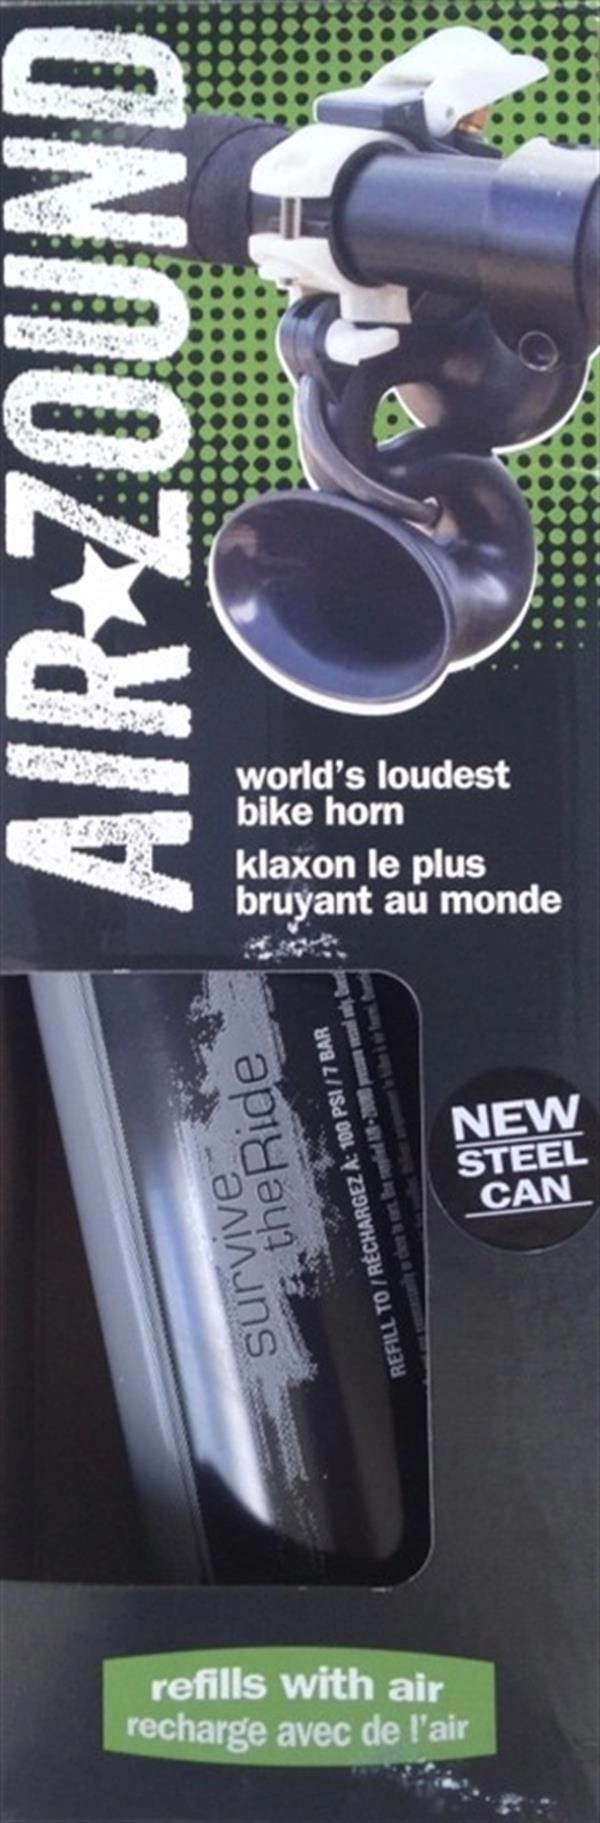 AIR★ZOUND
world's loudest
bike horn
klaxon le plus
bruyant au monde
survive
theRide
REFILL TO / RÉCHARGEZ À: 100 PSI / 7 BAR
NEW
STEEL
CAN
refills with air
recharge avec de l'air